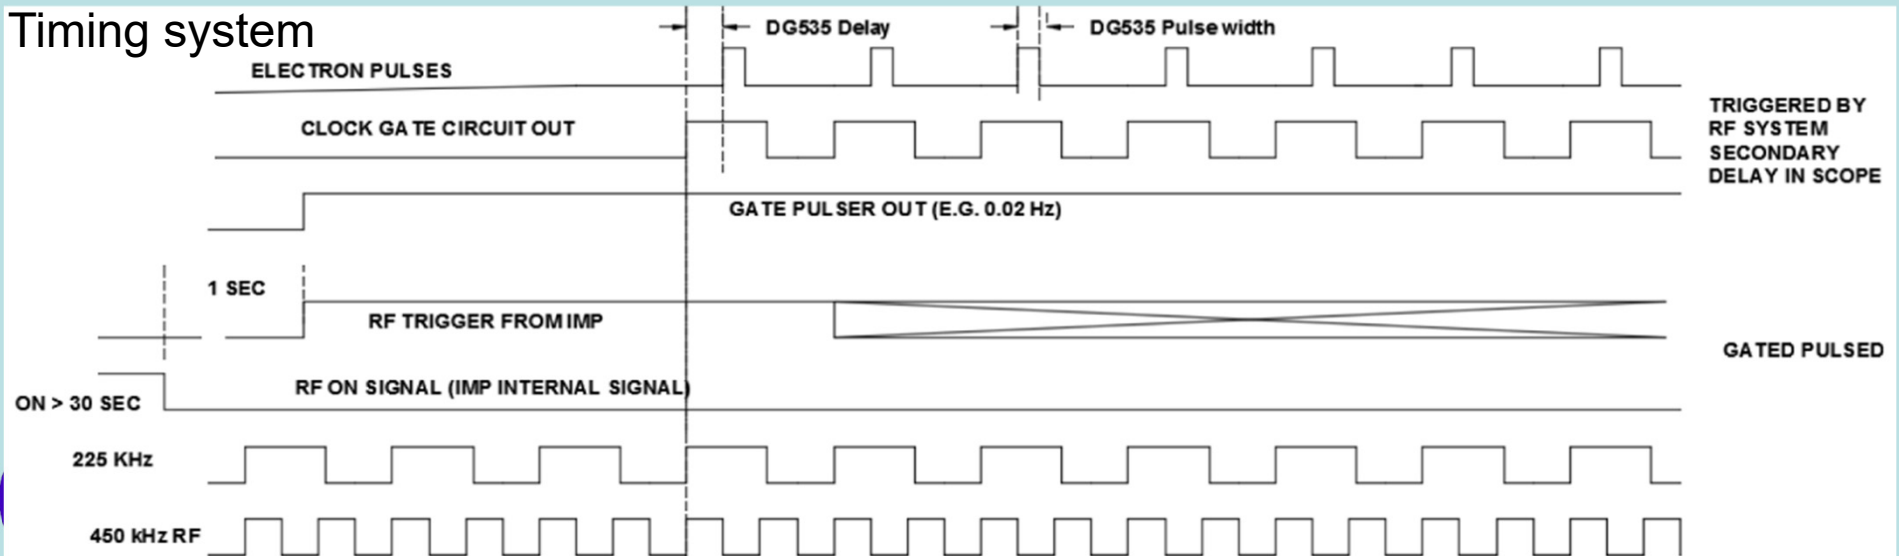 Timing system
DG535 Delay
DG535 Pulse width
ELECTRON PULSES
CLOCK GATE CIRCUIT OUT
TRIGGERED BY
RF SYSTEM
SECONDARY
DELAY IN SCOPE
GATE PULSER OUT (E.G. 0.02 Hz)
1 SEC
RF TRIGGER FROM IMP
GATED PULSED
RF ON SIGNAL (IMP INTERNAL SIGNAL)
ON > 30 SEC
225 KHz
450 kHz RF